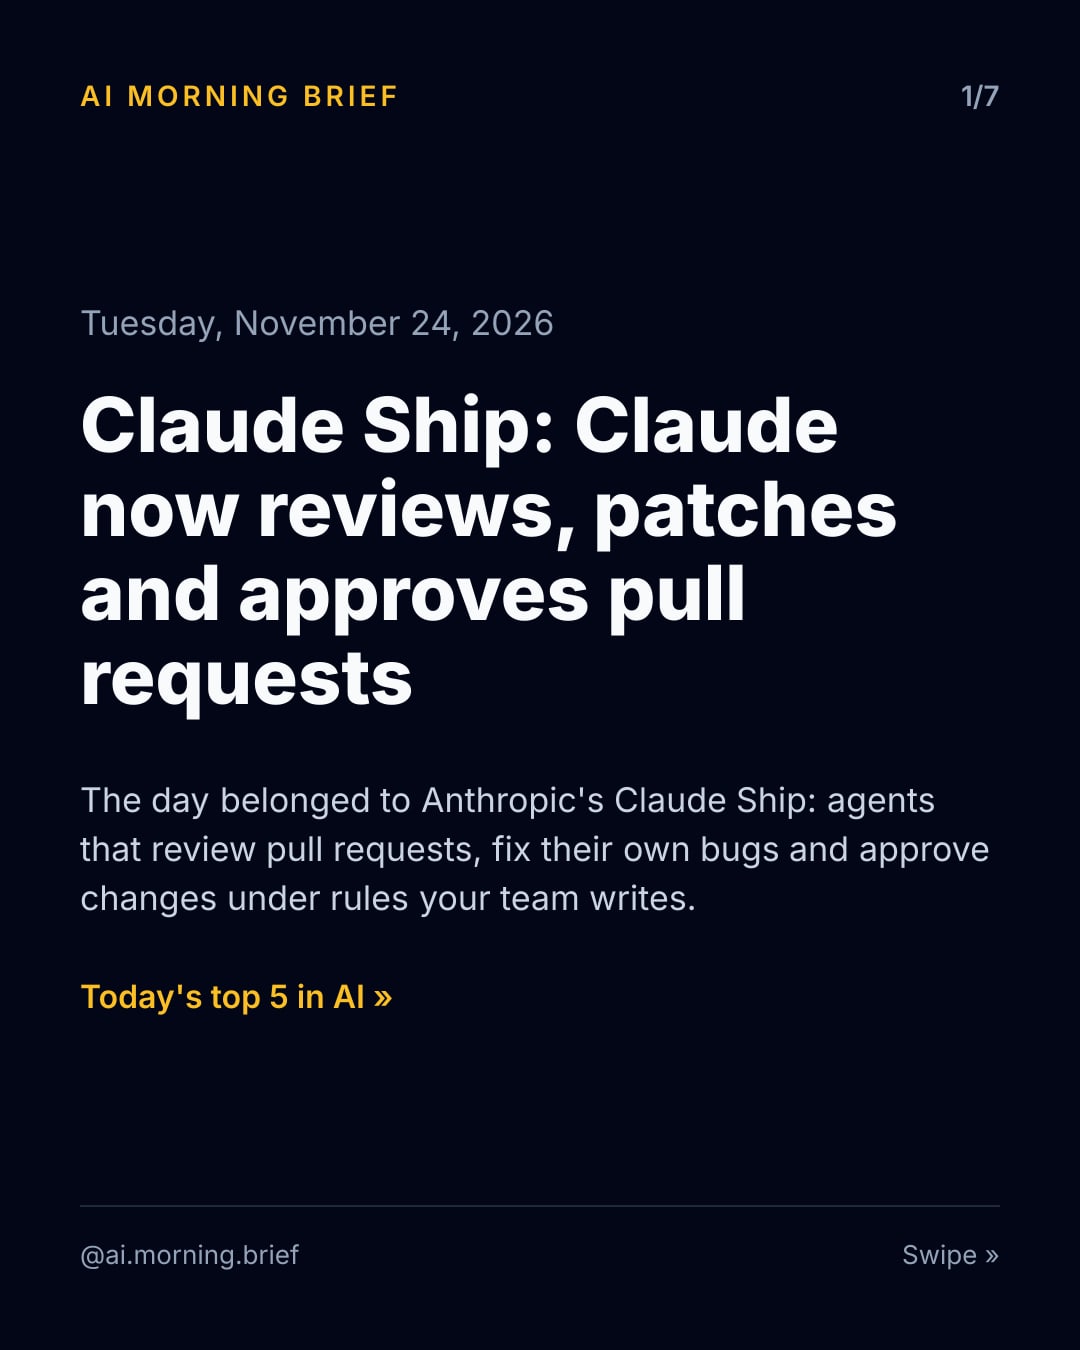 AI MORNING BRIEF
1/7
Tuesday, November 24, 2026
Claude Ship: Claude
now reviews, patches
and approves pull
requests
The day belonged to Anthropic's Claude Ship: agents
that review pull requests, fix their own bugs and approve
changes under rules your team writes.
Today's top 5 in AI »
@ai.morning.brief
Swipe »